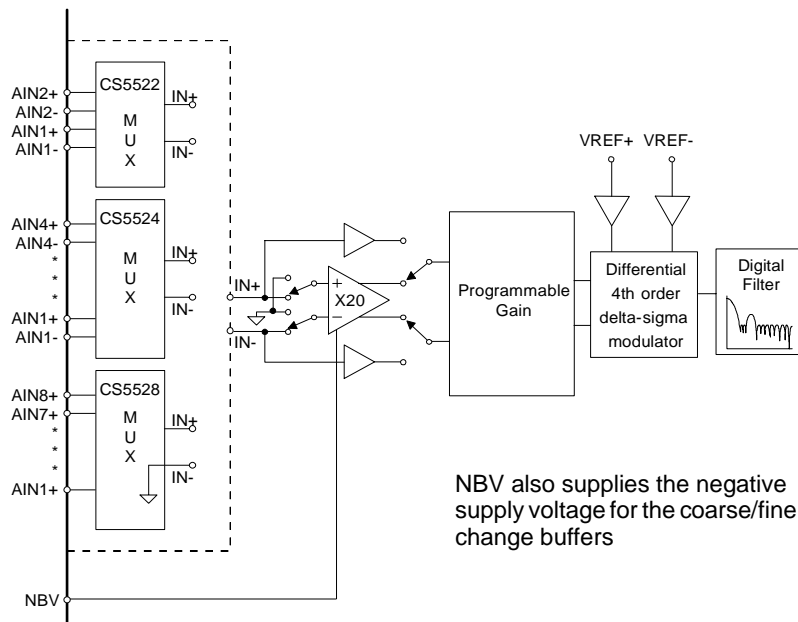 CS5522
AIN2+
AIN2-
AIN1+
AIN1-
M
U
X
IN+
IN-
CS5524
AIN4+
AIN4-
*
*
*
AIN1+
AIN1-
M
U
X
IN+
IN-
CS5528
AIN8+
AIN7+
*
*
*
AIN1+
M
U
X
IN+
IN-
NBV
IN+
IN-
+
X20
−
Programmable
Gain
VREF+ VREF-
Differential
4th order
delta-sigma
modulator
Digital
Filter
NBV also supplies the negative
supply voltage for the coarse/fine
change buffers